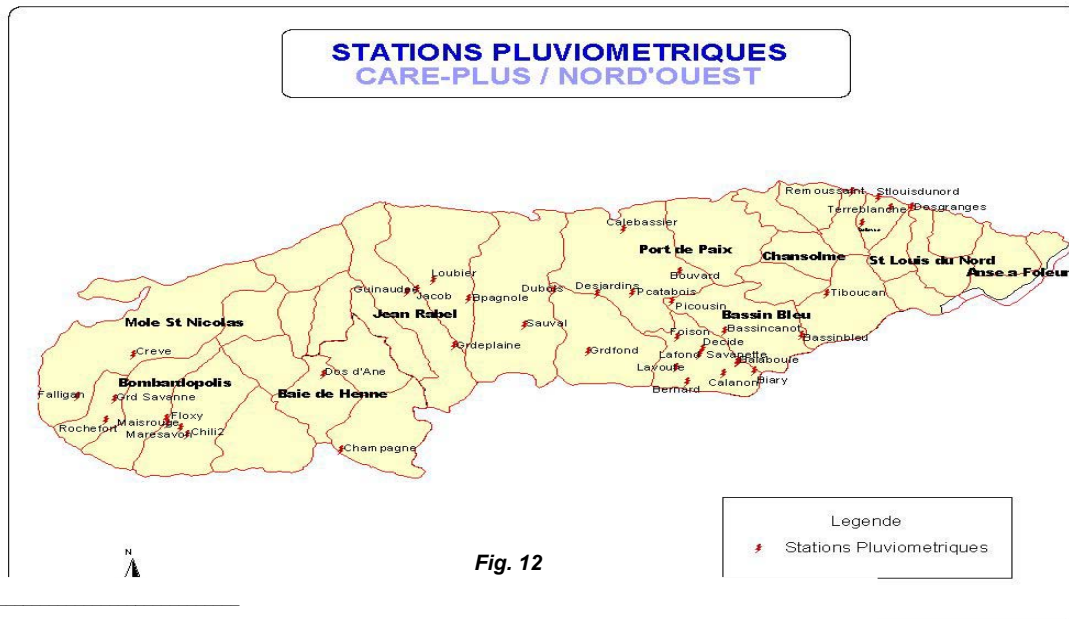 STATIONS PLUVIOMETRIQUES
CARE-PLUS / NORD'OUEST
Remoussaint
Stlouisdunord
Terreblanche
Desgranges
Calebassier
Port de Paix
Chansolme
St Louis du Nord
Anse a Foleur
Loubier
Bouvard
Guinaudee
Jacob
Bpagnole
Dubois
Desjardins
Pcatabois
Tiboucan
Picousin
Jean Rabel
Bassin Bleu
Mole St Nicolas
Sauval
Bassincanot
Foison
Bassinbleu
Grdeplaine
Decide
Creve
Grdfond
Lafond
Savanette
Balaboule
Lavoute
Dos d'Ane
Calanon
Biary
Bombardopolis
Bernard
Baie de Henne
Falligan
Grd Savanne
Floxy
Maisrouge
Rochefort
Maresavon
Chili2
Champagne
Legende
Stations Pluviometriques
N
Fig. 12